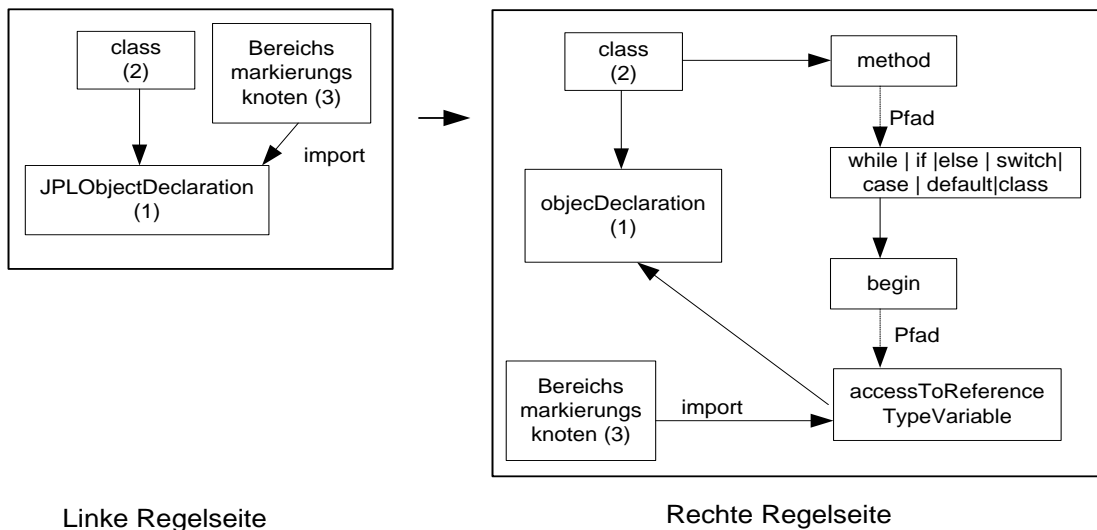 class
(2)
Bereichs
markierungs
knoten (3)
import
JPLObjectDeclaration
(1)
class
(2)
method
Pfad
while | if |else | switch|
case | default|class
objecDeclaration
(1)
begin
Pfad
Bereichs
markierungs
knoten (3)
import
accessToReference
TypeVariable
Linke Regelseite
Rechte Regelseite